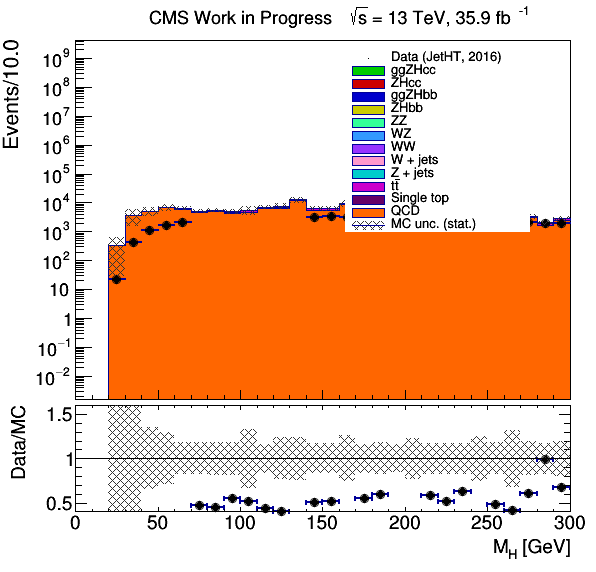 CMS Work in Progress √s = 13 TeV, 35.9 fb⁻¹
Events/10.0
10⁹
10⁸
10⁷
10⁶
10⁵
10⁴
10³
10²
10
1
10⁻¹
10⁻²
Data (JetHT, 2016)
ggZHcc
ZHcc
ggZHbb
ZHbb
ZZ
WZ
WW
W + jets
Z + jets
tt̄
Single top
QCD
MC unc. (stat.)
Data/MC
1.5
1
0.5
0 50 100 150 200 250 300
M_H [GeV]